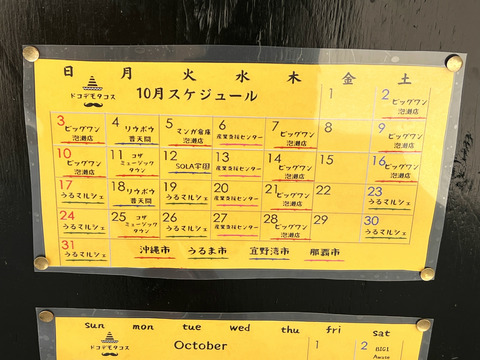 日 月 火 水 木 金 土
ドコデモタコス
10月スケジュール
1
2 ビッグワン
泡瀬店
3 ビッグワン
泡瀬店
4 リウボウ
普天間
5 マンガ倉庫
泡瀬店
6 産業支援センター
7 ビッグワン
泡瀬店
8
9 ビッグワン
泡瀬店
10 ビッグワン
泡瀬店
11 コザ
ミュージック
タウン
12 SOLA宇田
13 産業支援センター
14 ビッグワン
泡瀬店
15
16 ビッグワン
泡瀬店
17 うるマルシェ
18 リウボウ
普天間
19 うるマルシェ
20 産業支援センター
21 ビッグワン
泡瀬店
22
23 うるマルシェ
24 うるマルシェ
25 コザ
ミュージック
タウン
26 うるマルシェ
27 産業支援センター
28 ビッグワン
泡瀬店
29
30 うるマルシェ
31 うるマルシェ
沖縄市 うるま市 宜野湾市 那覇市
sun mon tue wed thu fri sat
ドコデモタコス
October
1
2 BIG1
Awase